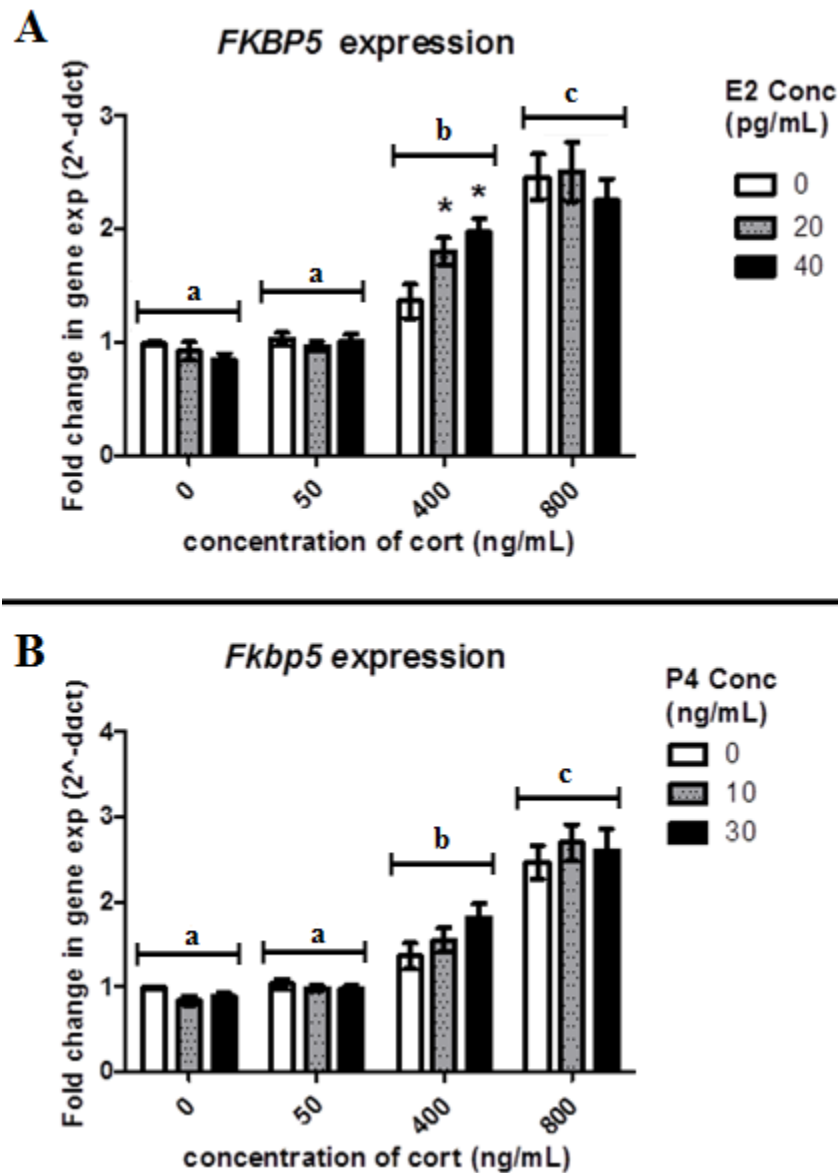 A
FKBP5 expression
Fold change in gene exp (2^-ddct)
3
2
1
0
a
a
b
* *
c
0
50
400
800
concentration of cort (ng/mL)
E2 Conc
(pg/mL)
0
20
40
B
Fkbp5 expression
Fold change in gene exp (2^-ddct)
4
3
2
1
0
a
a
b
c
0
50
400
800
concentration of cort (ng/mL)
P4 Conc
(ng/mL)
0
10
30